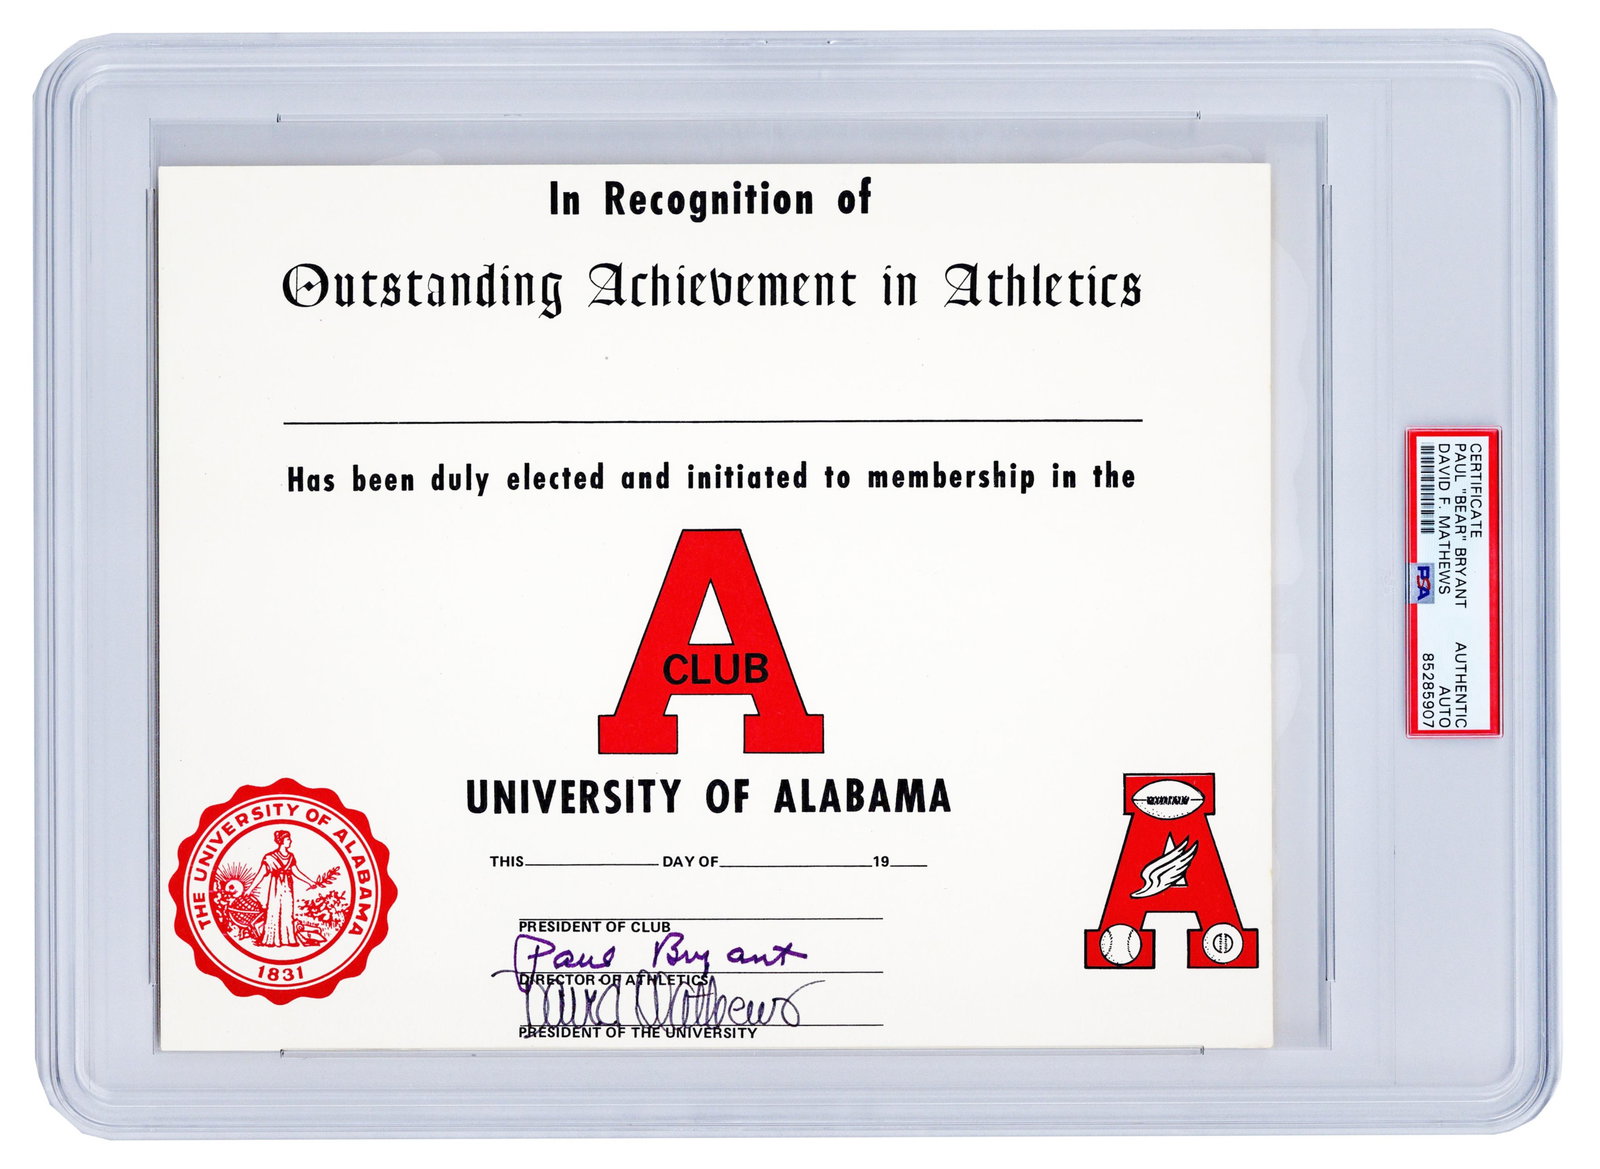 In Recognition of
Outstanding Achievement in Athletics
Has been duly elected and initiated to membership in the
A
CLUB
UNIVERSITY OF ALABAMA
THIS DAY OF 19
PRESIDENT OF CLUB
Paul Bryant
DIRECTOR OF ATHLETICS
David Mathews
PRESIDENT OF THE UNIVERSITY
THE UNIVERSITY OF ALABAMA
1831
A
CERTIFICATE
PAUL "BEAR" BRYANT AUTHENTIC
DAVID F. MATHEWS AUTO
85285907
PSA